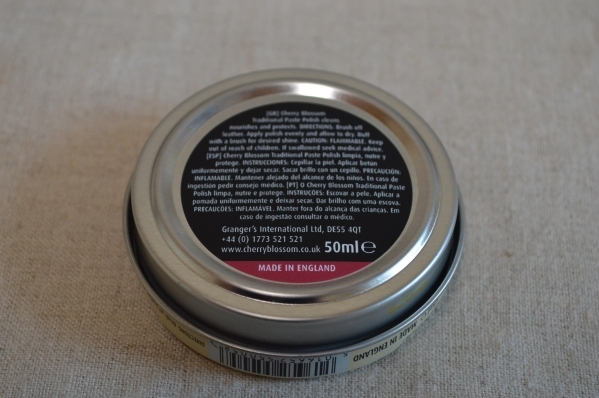 [GB] Cherry Blossom
Traditional Paste Polish cleans
nourishes and protects. DIRECTIONS: Brush off
leather. Apply polish evenly and allow to dry. Buff
with a brush for desired shine. CAUTION: FLAMMABLE. Keep
out of reach of children. If swallowed seek medical advice.
[ESP] Cherry Blossom Traditional Paste Polish limpia, nutre y
protege. INSTRUCCIONES: Cepillar la piel. Aplicar betun
uniformemente y dejar secar. Sacar brillo con un cepillo. PRECAUCIÓN:
INFLAMABLE. Mantener alejado del alcance de los niños. En caso de
ingestión pedir consejo médico. [PT] O Cherry Blossom Traditional Paste
Polish limpa, nutre e protege. INSTRUÇÕES: Escovar a pele. Aplicar a
pomada uniformemente e deixar secar. Dar brilho com uma escova.
PRECAUÇÕES: INFLAMÁVEL. Manter fora do alcança das crianças. Em
caso de ingestão consultar o médico.
Granger's International Ltd, DE55 4QT
+44 (0) 1773 521 521
www.cherryblossom.co.uk 50ml e
MADE IN ENGLAND
MADE IN ENGLAND